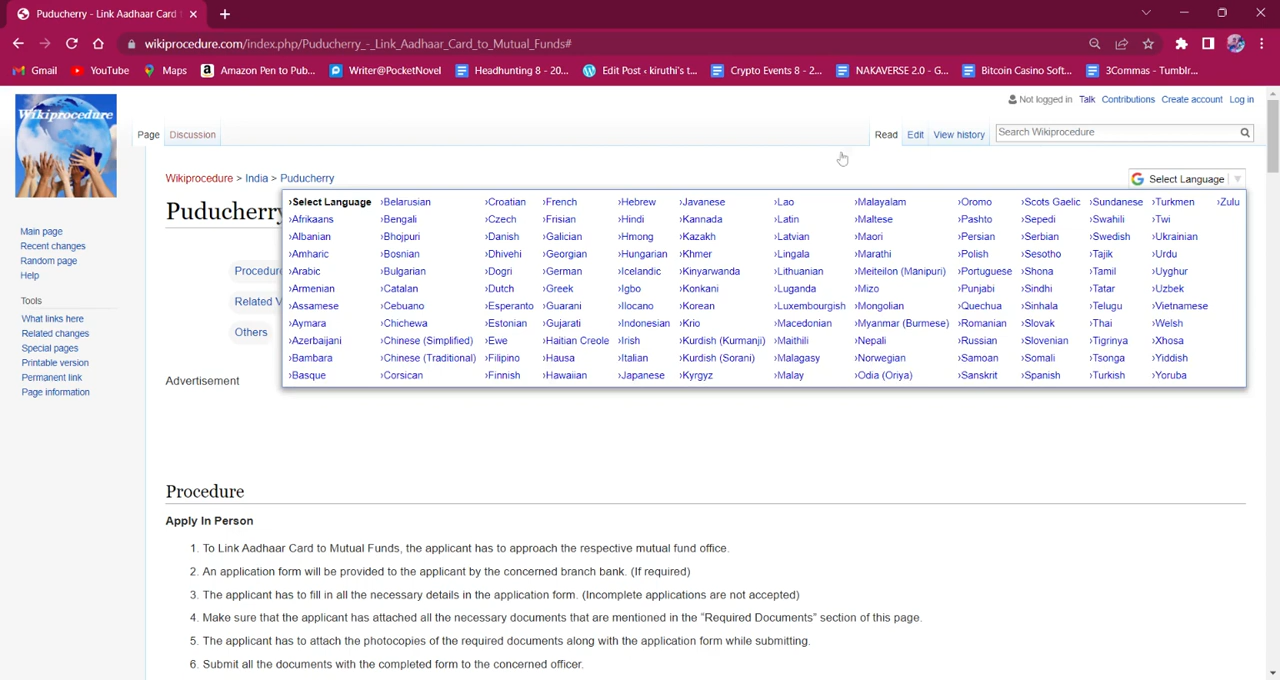 Puducherry - Link Aadhaar Card
wikiprocedure.com/index.php/Puducherry_-_Link_Aadhaar_Card_to_Mutual_Funds#
Gmail YouTube Maps Amazon Pen to Pub... Writer@PocketNovel Headhunting 8 - 20... Edit Post ‹ kiruthi's t... Crypto Events 8 - 2... NAKAVERSE 2.0 - G... Bitcoin Casino Soft... 3Commas - Tumblr...
Not logged in Talk Contributions Create account Log in
Wikiprocedure
Page Discussion Read Edit View history Search Wikiprocedure
Wikiprocedure > India > Puducherry
Select Language
Puducherry
›Select Language ›Belarusian ›Croatian ›French ›Hebrew ›Javanese ›Lao ›Malayalam ›Oromo ›Scots Gaelic ›Sundanese ›Turkmen ›Zulu
›Afrikaans ›Bengali ›Czech ›Frisian ›Hindi ›Kannada ›Latin ›Maltese ›Pashto ›Sepedi ›Swahili ›Twi
›Albanian ›Bhojpuri ›Danish ›Galician ›Hmong ›Kazakh ›Latvian ›Maori ›Persian ›Serbian ›Swedish ›Ukrainian
›Amharic ›Bosnian ›Dhivehi ›Georgian ›Hungarian ›Khmer ›Lingala ›Marathi ›Polish ›Sesotho ›Tajik ›Urdu
›Arabic ›Bulgarian ›Dogri ›German ›Icelandic ›Kinyarwanda ›Lithuanian ›Meiteilon (Manipuri) ›Portuguese ›Shona ›Tamil ›Uyghur
›Armenian ›Catalan ›Dutch ›Greek ›Igbo ›Konkani ›Luganda ›Mizo ›Punjabi ›Sindhi ›Tatar ›Uzbek
›Assamese ›Cebuano ›Esperanto ›Guarani ›Ilocano ›Korean ›Luxembourgish ›Mongolian ›Quechua ›Sinhala ›Telugu ›Vietnamese
›Aymara ›Chichewa ›Estonian ›Gujarati ›Indonesian ›Krio ›Macedonian ›Myanmar (Burmese) ›Romanian ›Slovak ›Thai ›Welsh
›Azerbaijani ›Chinese (Simplified) ›Ewe ›Haitian Creole ›Irish ›Kurdish (Kurmanji) ›Maithili ›Nepali ›Russian ›Slovenian ›Tigrinya ›Xhosa
›Bambara ›Chinese (Traditional) ›Filipino ›Hausa ›Italian ›Kurdish (Sorani) ›Malagasy ›Norwegian ›Samoan ›Somali ›Tsonga ›Yiddish
›Basque ›Corsican ›Finnish ›Hawaiian ›Japanese ›Kyrgyz ›Malay ›Odia (Oriya) ›Sanskrit ›Spanish ›Turkish ›Yoruba
Main page
Recent changes
Random page
Help
Tools
What links here
Related changes
Special pages
Printable version
Permanent link
Page information
Procedure
Related V
Others
Advertisement
Procedure
Apply In Person
1. To Link Aadhaar Card to Mutual Funds, the applicant has to approach the respective mutual fund office.
2. An application form will be provided to the applicant by the concerned branch bank. (If required)
3. The applicant has to fill in all the necessary details in the application form. (Incomplete applications are not accepted)
4. Make sure that the applicant has attached all the necessary documents that are mentioned in the "Required Documents" section of this page.
5. The applicant has to attach the photocopies of the required documents along with the application form while submitting.
6. Submit all the documents with the completed form to the concerned officer.